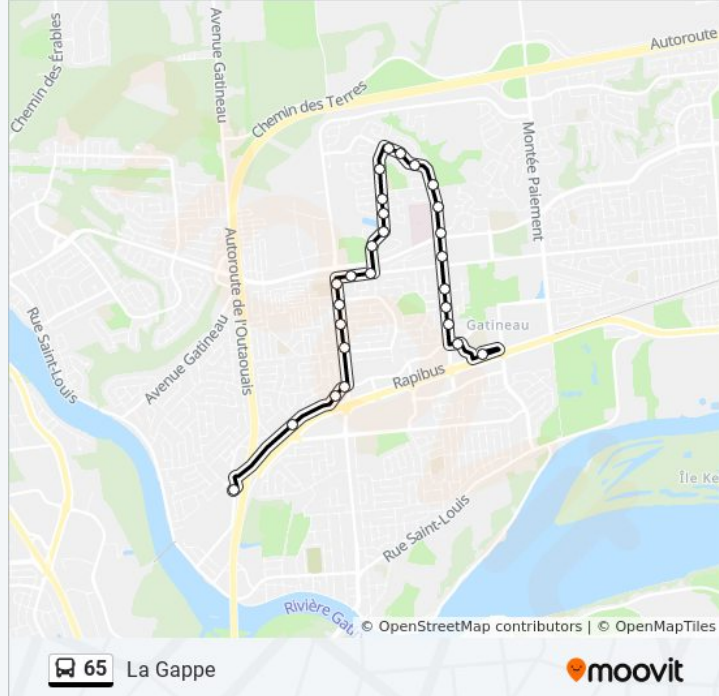 Chemin des Érables
Avenue Gatineau
Chemin des Terres
Autoroute
Montée Paiement
Autoroute de l'Outaouais
Rue Saint-Louis
Avenue Gatineau
Gatineau
Rapibus
Île Ke
Rue Saint-Louis
Rivière Gat
© OpenStreetMap contributors | © OpenMapTiles
65 La Gappe
moovit